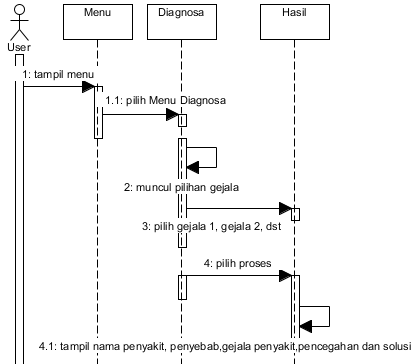 Menu
Diagnosa
Hasil
User
1: tampil menu
1.1: pilih Menu Diagnosa
2: muncul pilihan gejala
3: pilih gejala 1, gejala 2, dst
4: pilih proses
4.1: tampil nama penyakit, penyebab,gejala penyakit,pencegahan dan solusi